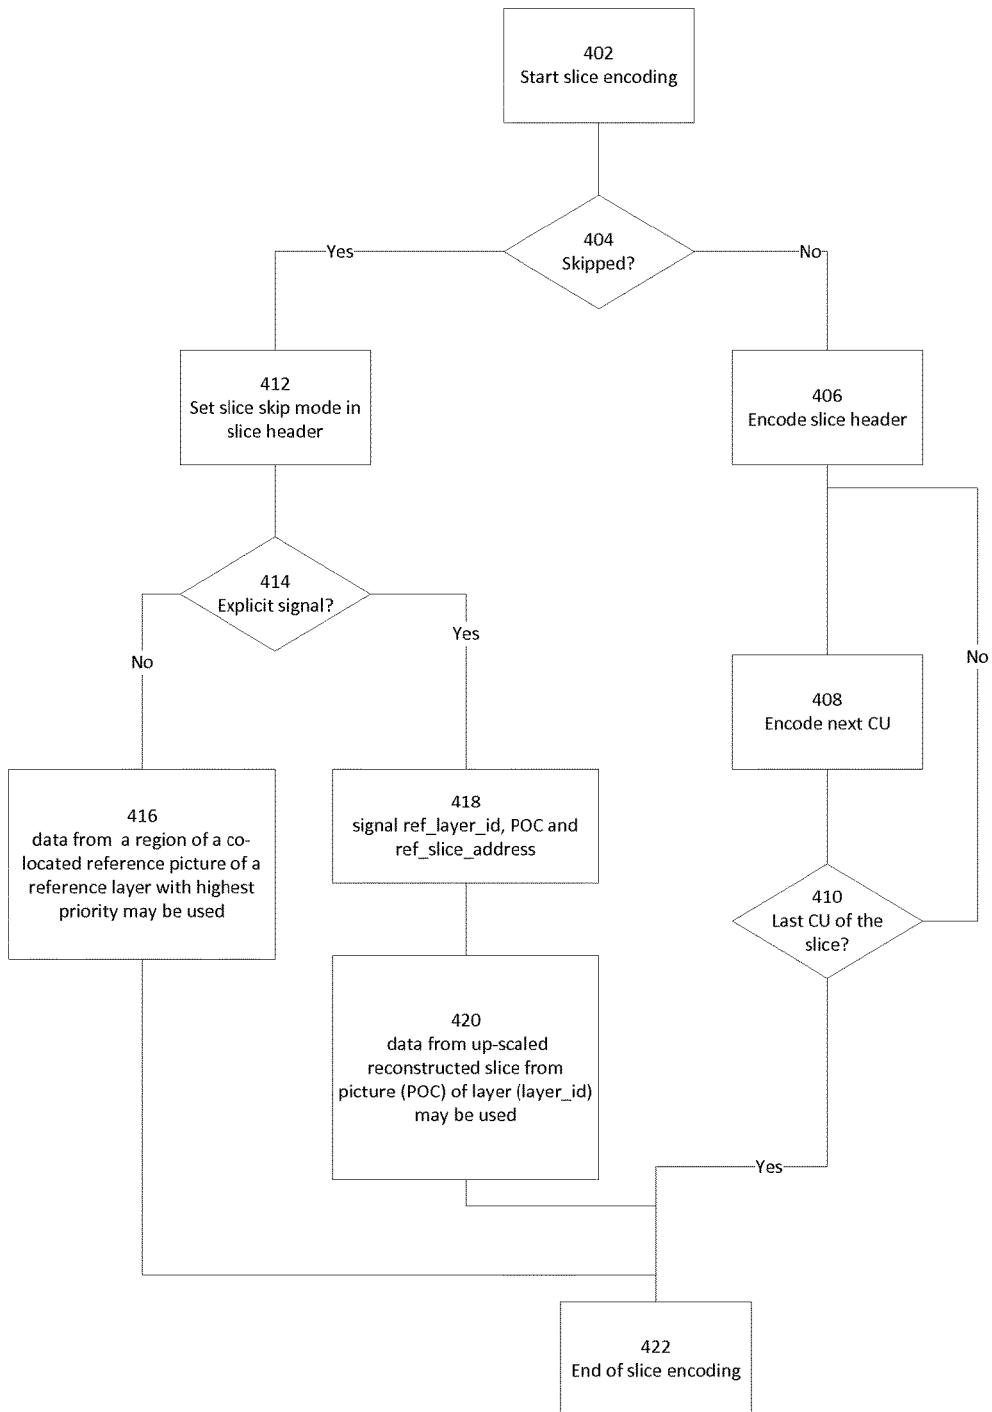 402
Start slice encoding
404
Skipped?
Yes
No
412
Set slice skip mode in
slice header
406
Encode slice header
414
Explicit signal?
No
Yes
408
Encode next CU
No
416
data from a region of a co-
located reference picture of a
reference layer with highest
priority may be used
418
signal ref_layer_id, POC and
ref_slice_address
410
Last CU of the
slice?
420
data from up-scaled
reconstructed slice from
picture (POC) of layer (layer_id)
may be used
Yes
422
End of slice encoding